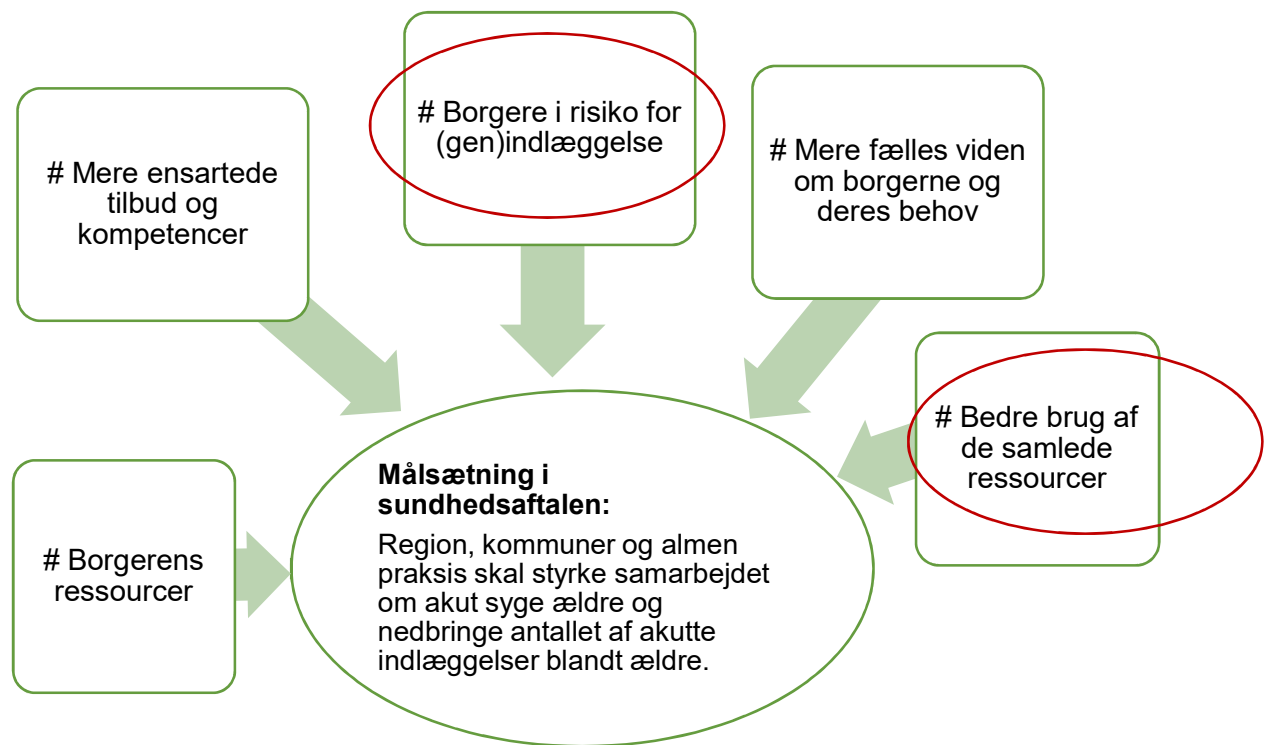 # Borgere i risiko for
(gen)indlæggelse
# Mere ensartede
tilbud og
kompetencer
# Mere fælles viden
om borgerne og
deres behov
# Bedre brug af
de samlede
ressourcer
# Borgerens
ressourcer
Målsætning i
sundhedsaftalen:
Region, kommuner og almen
praksis skal styrke samarbejdet
om akut syge ældre og
nedbringe antallet af akutte
indlæggelser blandt ældre.